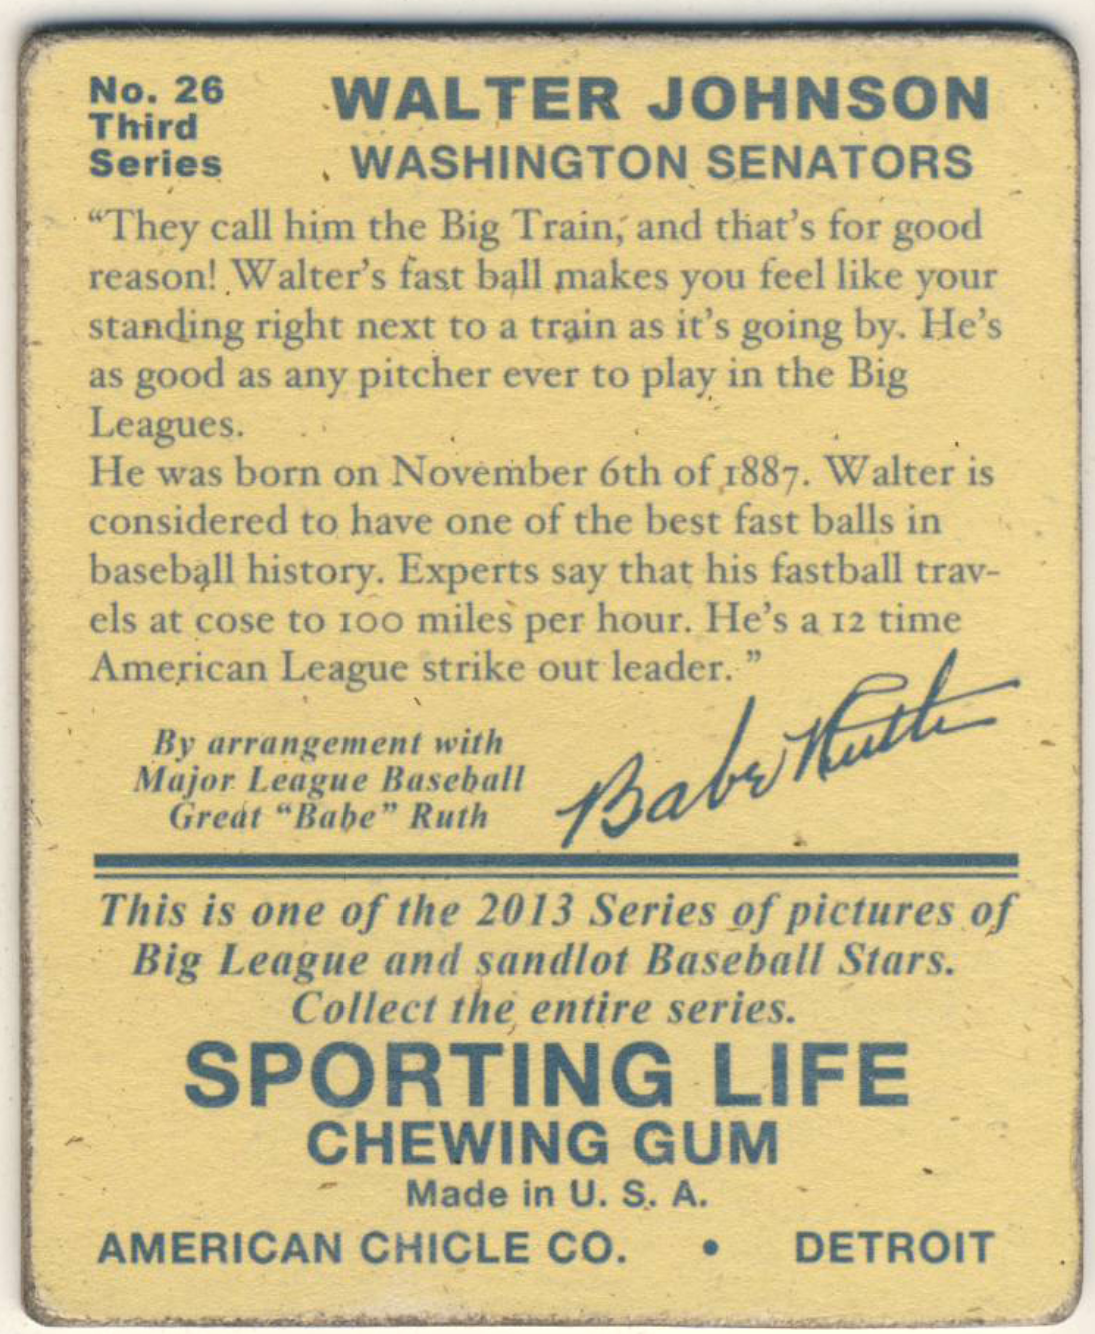 No. 26
Third
Series
WALTER JOHNSON
WASHINGTON SENATORS
“They call him the Big Train, and that's for good
reason! Walter's fast ball makes you feel like your
standing right next to a train as it's going by. He's
as good as any pitcher ever to play in the Big
Leagues.
He was born on November 6th of 1887. Walter is
considered to have one of the best fast balls in
baseball history. Experts say that his fastball trav-
els at cose to 100 miles per hour. He's a 12 time
American League strike out leader. ”
By arrangement with
Major League Baseball
Great “Babe” Ruth
Babe Ruth
This is one of the 2013 Series of pictures of
Big League and sandlot Baseball Stars.
Collect the entire series.
SPORTING LIFE
CHEWING GUM
Made in U. S. A.
AMERICAN CHICLE CO. • DETROIT